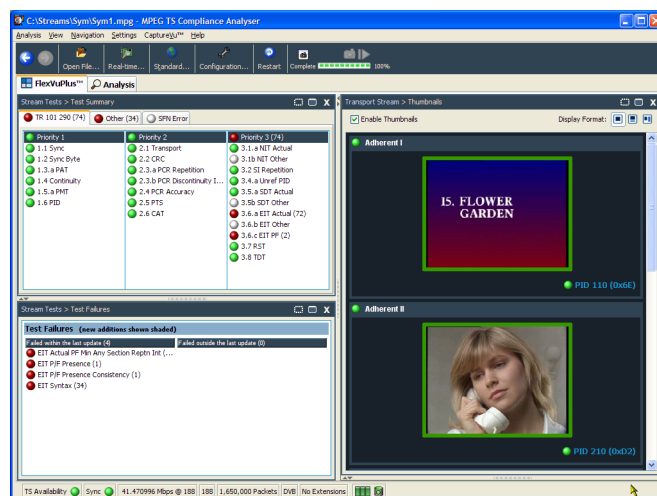 C:\Streams\Sym\Sym1.mpg - MPEG TS Compliance Analyser
Analysis View Navigation Settings CaptureVu™ Help
Open File... Real-time... Standard... Configuration... Restart Complete 100%
FlexVuPlus™ Analysis
Stream Tests > Test Summary
TR 101 290 (74) Other (34) SFN Error
Priority 1
1.1 Sync
1.2 Sync Byte
1.3.a PAT
1.4 Continuity
1.5.a PMT
1.6 PID
Priority 2
2.1 Transport
2.2 CRC
2.3.a PCR Repetition
2.3.b PCR Discontinuity I...
2.4 PCR Accuracy
2.5 PTS
2.6 CAT
Priority 3 (74)
3.1.a NIT Actual
3.1b NIT Other
3.2 SI Repetition
3.4.a Unref PID
3.5.a SDT Actual
3.5b SDT Other
3.6.a EIT Actual (72)
3.6.b EIT Other
3.6.c EIT PF (2)
3.7 RST
3.8 TDT
Stream Tests > Test Failures
Test Failures (new additions shown shaded)
Failed within the last update (4) Failed outside the last update (0)
EIT Actual PF Min Any Section Reptn Int (...
EIT P/F Presence (1)
EIT P/F Presence Consistency (1)
EIT Syntax (34)
Transport Stream > Thumbnails
Enable Thumbnails Display Format:
Adherent I
15. FLOWER
GARDEN
PID 110 (0x6E)
Adherent II
PID 210 (0xD2)
TS Availability Sync 41.470996 Mbps @ 188 188 1,650,000 Packets DVB No Extensions